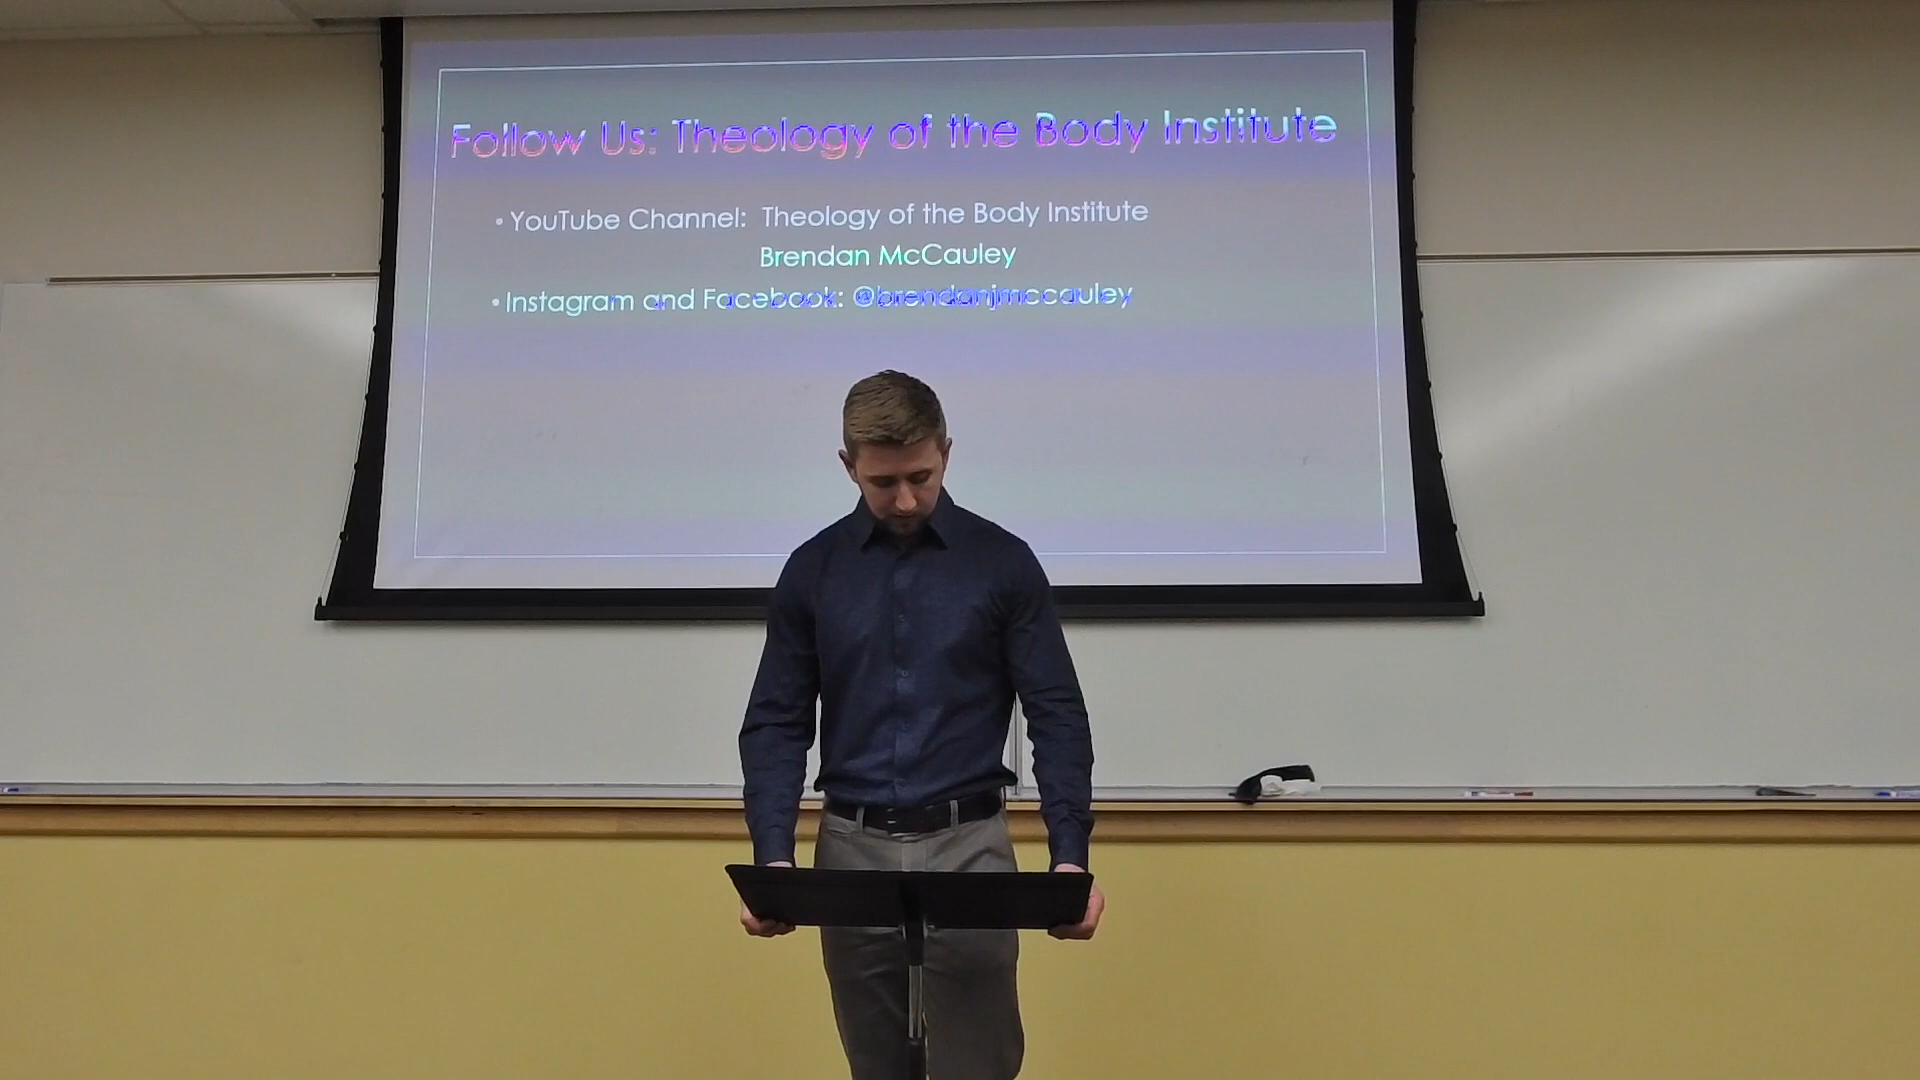 Follow Us: Theology of the Body Institute
• YouTube Channel: Theology of the Body Institute
Brendan McCauley
• Instagram and Facebook: @brendanjmccauley